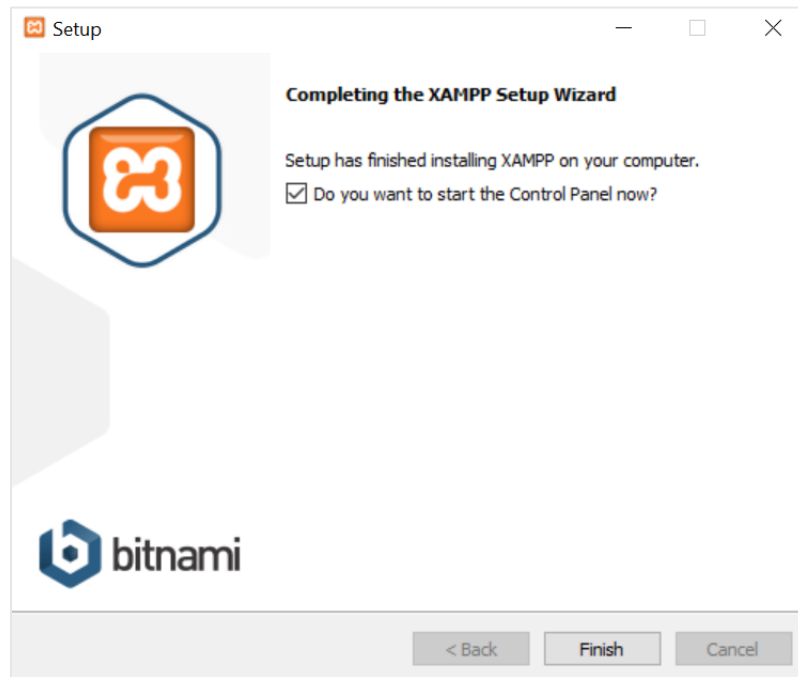 Setup
Completing the XAMPP Setup Wizard
Setup has finished installing XAMPP on your computer.
Do you want to start the Control Panel now?
bitnami
< Back
Finish
Cancel